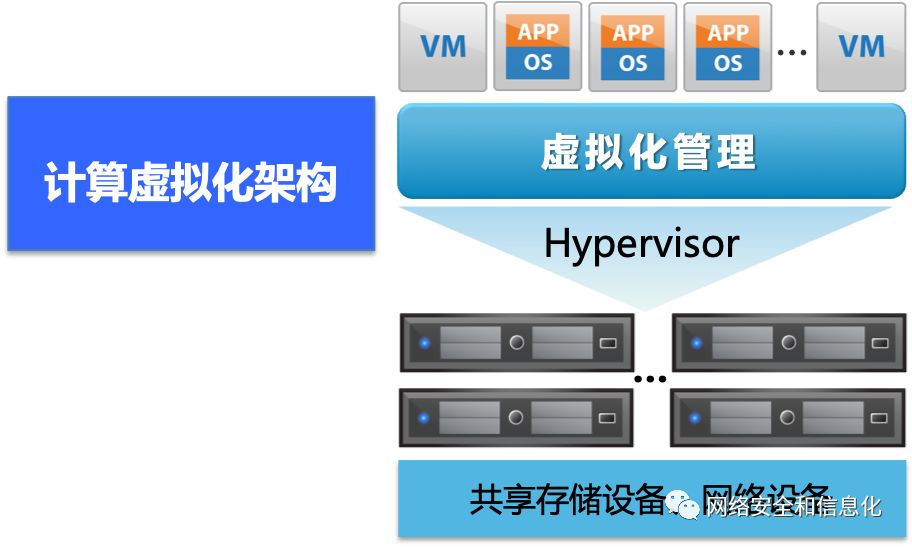 VM
APP
OS
APP
OS
APP
OS
...
VM
计算虚拟化架构
虚拟化管理
Hypervisor
...
共享存储设备、网络设备
网络安全和信息化